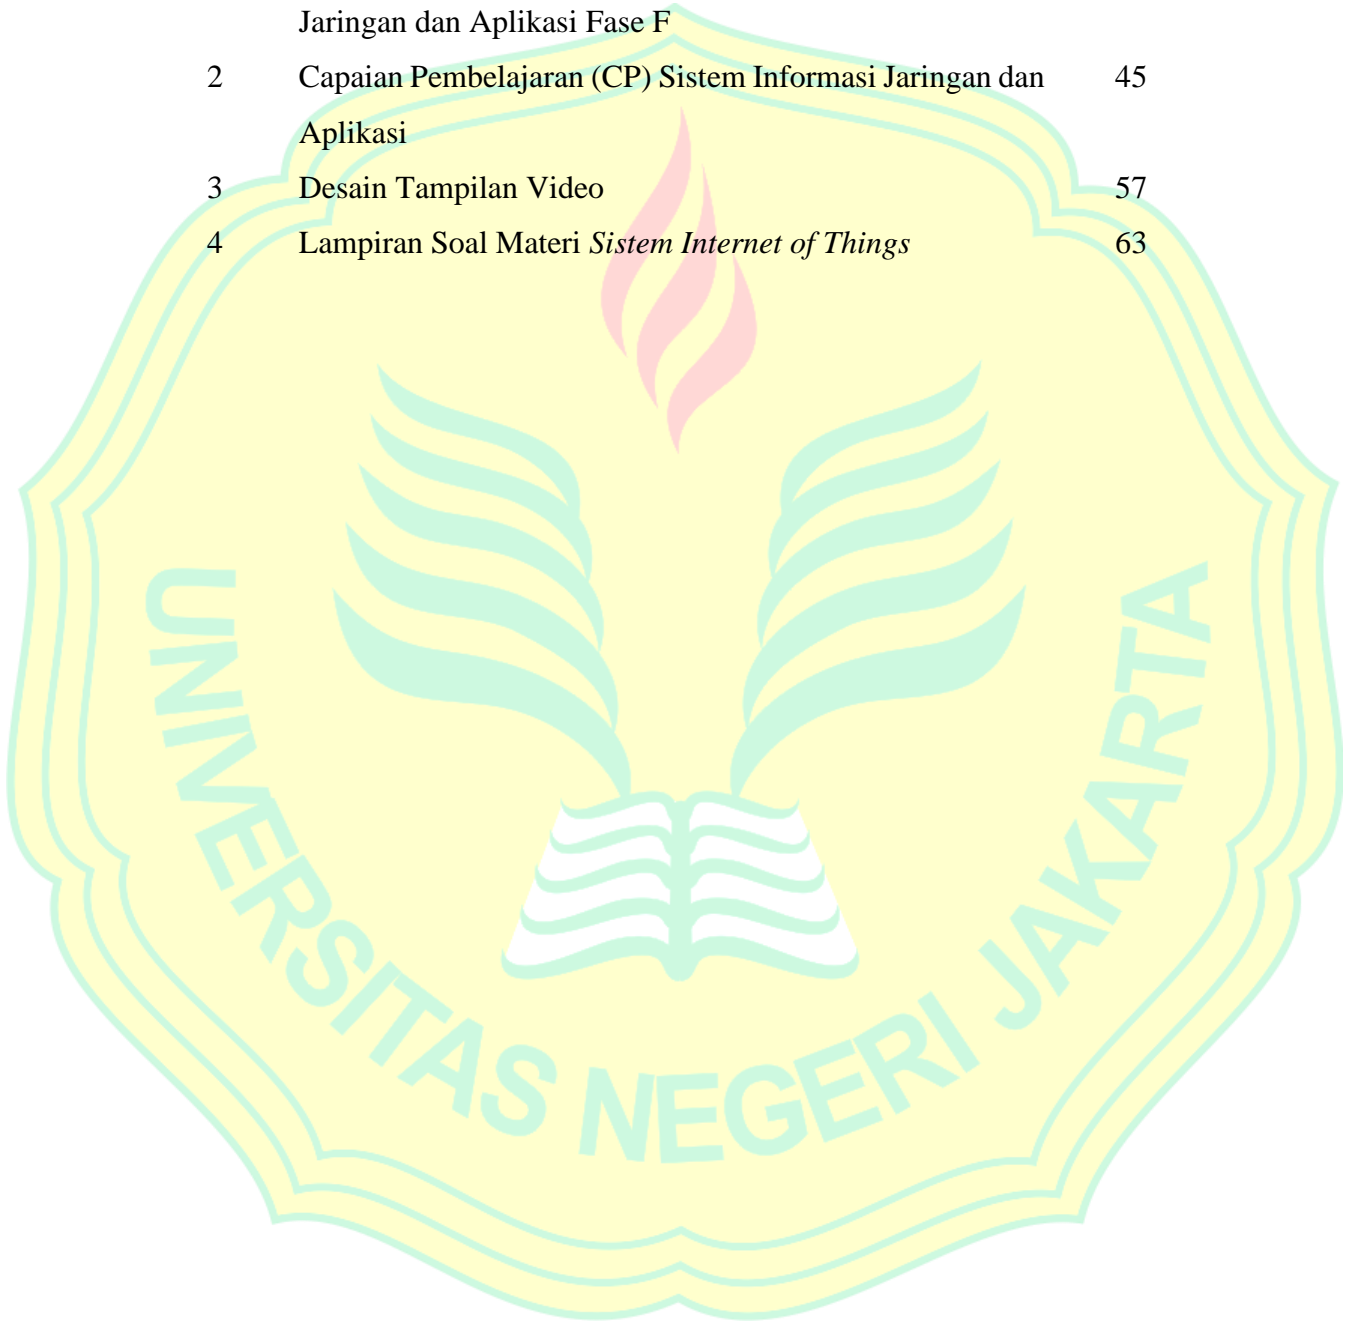 Jaringan dan Aplikasi Fase F
2 Capaian Pembelajaran (CP) Sistem Informasi Jaringan dan 45
Aplikasi
3 Desain Tampilan Video 57
4 Lampiran Soal Materi Sistem Internet of Things 63
UNIVERSITAS NEGERI JAKARTA